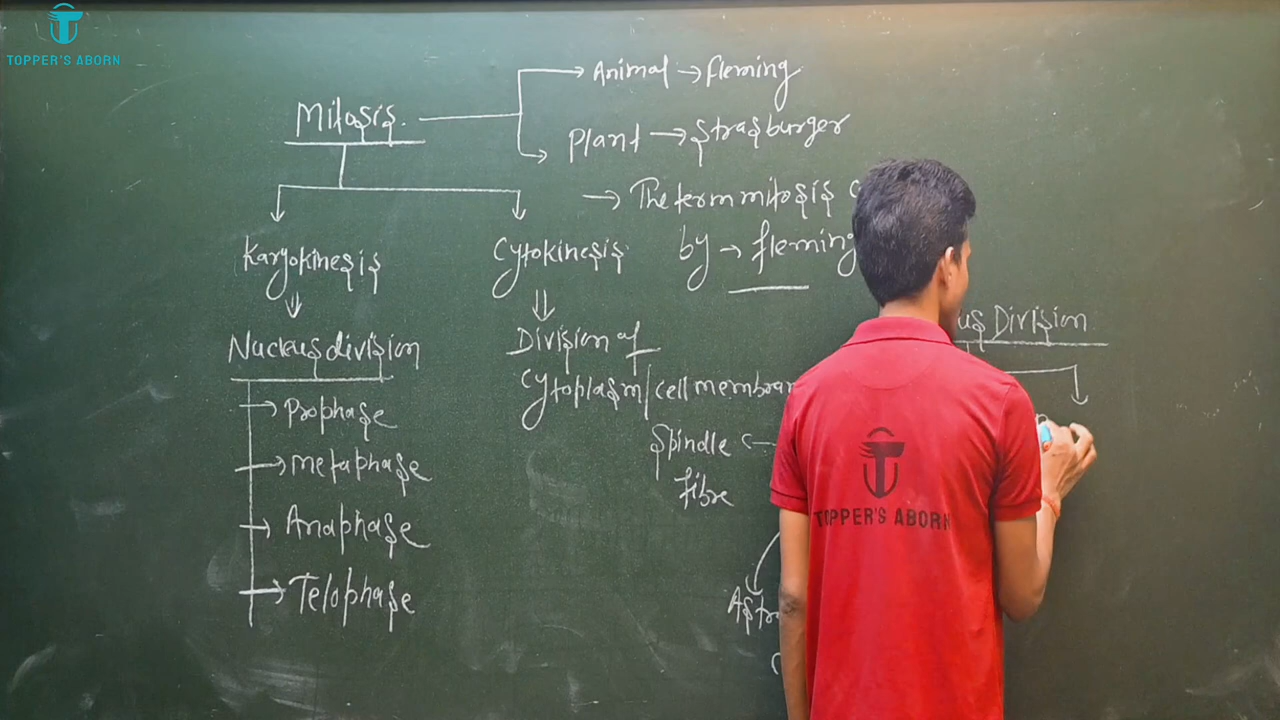 TOPPER'S ABORN
Mitosis.
Animal → Fleming
Plant → Strasburger
→ The term mitosis
by → Fleming
Karyokinesis
Cytokinesis
⇓
⇓
Nucleus division
Division of
Cytoplasm/cell membran
Prophase
Metaphase
Anaphase
Telophase
Spindle
fibre
Astra
us Division
TOPPER'S ABORN